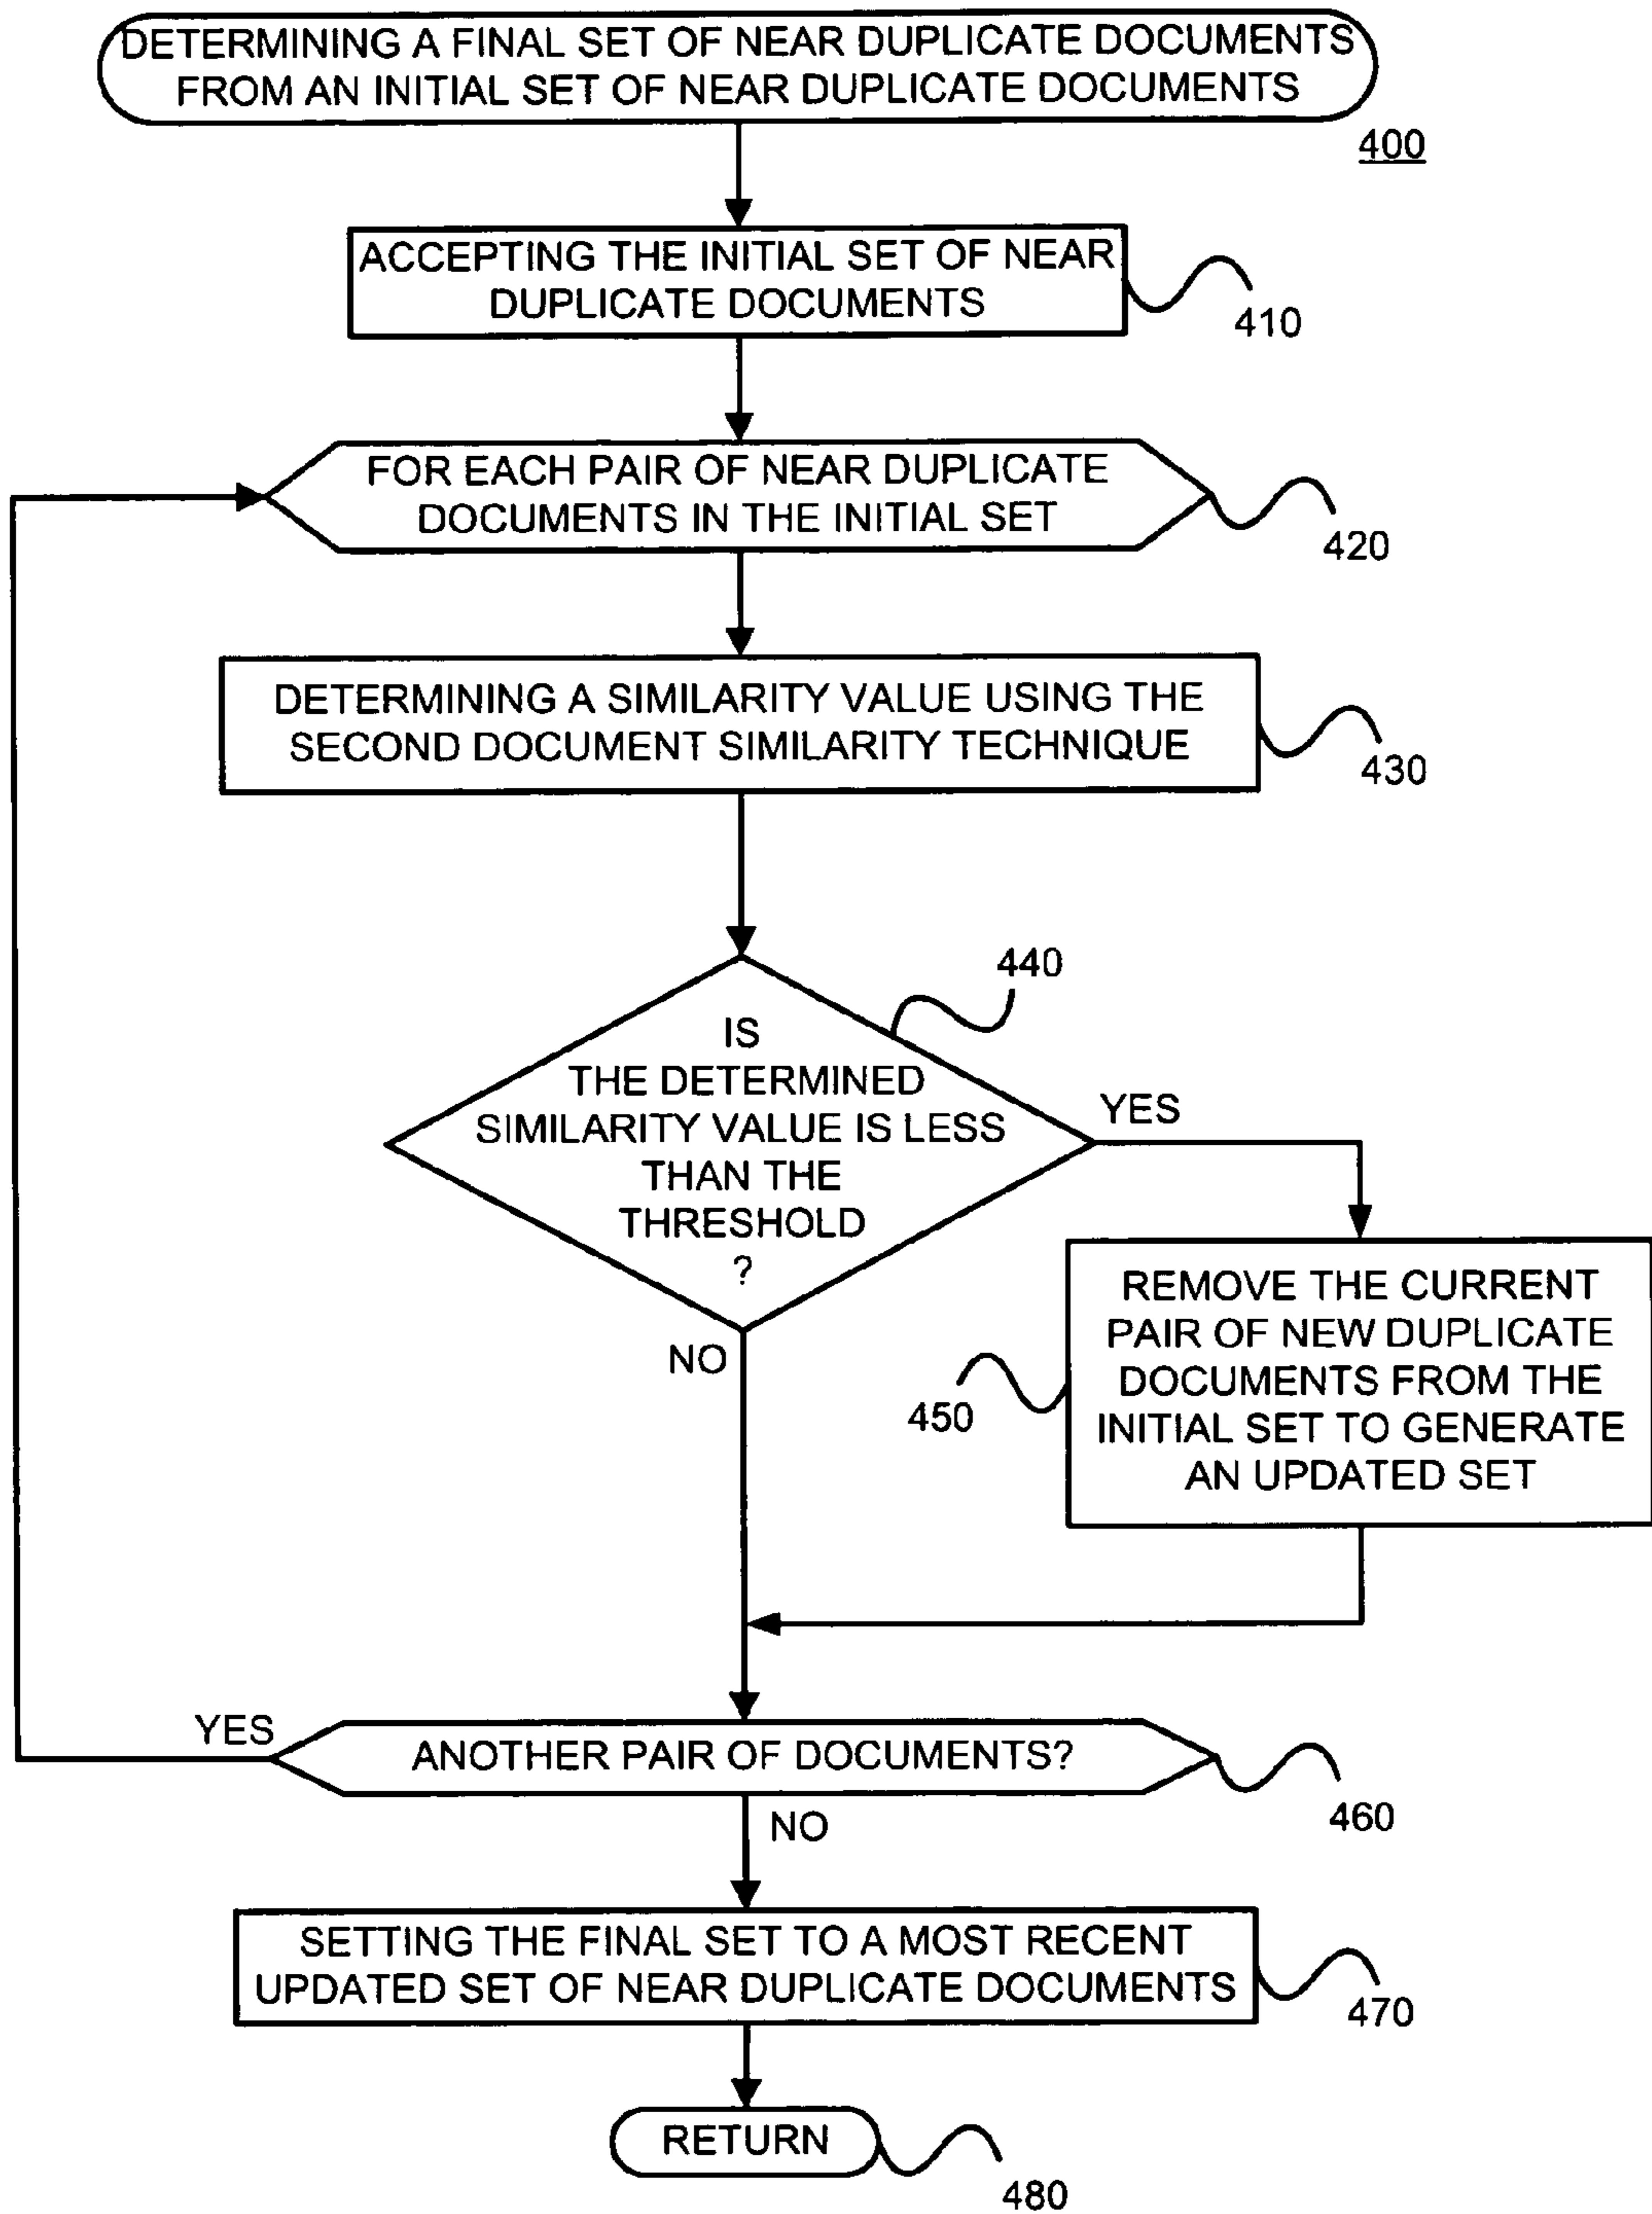 DETERMINING A FINAL SET OF NEAR DUPLICATE DOCUMENTS
FROM AN INITIAL SET OF NEAR DUPLICATE DOCUMENTS
400
ACCEPTING THE INITIAL SET OF NEAR
DUPLICATE DOCUMENTS
410
FOR EACH PAIR OF NEAR DUPLICATE
DOCUMENTS IN THE INITIAL SET
420
DETERMINING A SIMILARITY VALUE USING THE
SECOND DOCUMENT SIMILARITY TECHNIQUE
430
440
IS
THE DETERMINED
SIMILARITY VALUE IS LESS
THAN THE
THRESHOLD
?
YES
NO
REMOVE THE CURRENT
PAIR OF NEW DUPLICATE
DOCUMENTS FROM THE
INITIAL SET TO GENERATE
AN UPDATED SET
450
YES
ANOTHER PAIR OF DOCUMENTS?
460
NO
SETTING THE FINAL SET TO A MOST RECENT
UPDATED SET OF NEAR DUPLICATE DOCUMENTS
470
RETURN
480